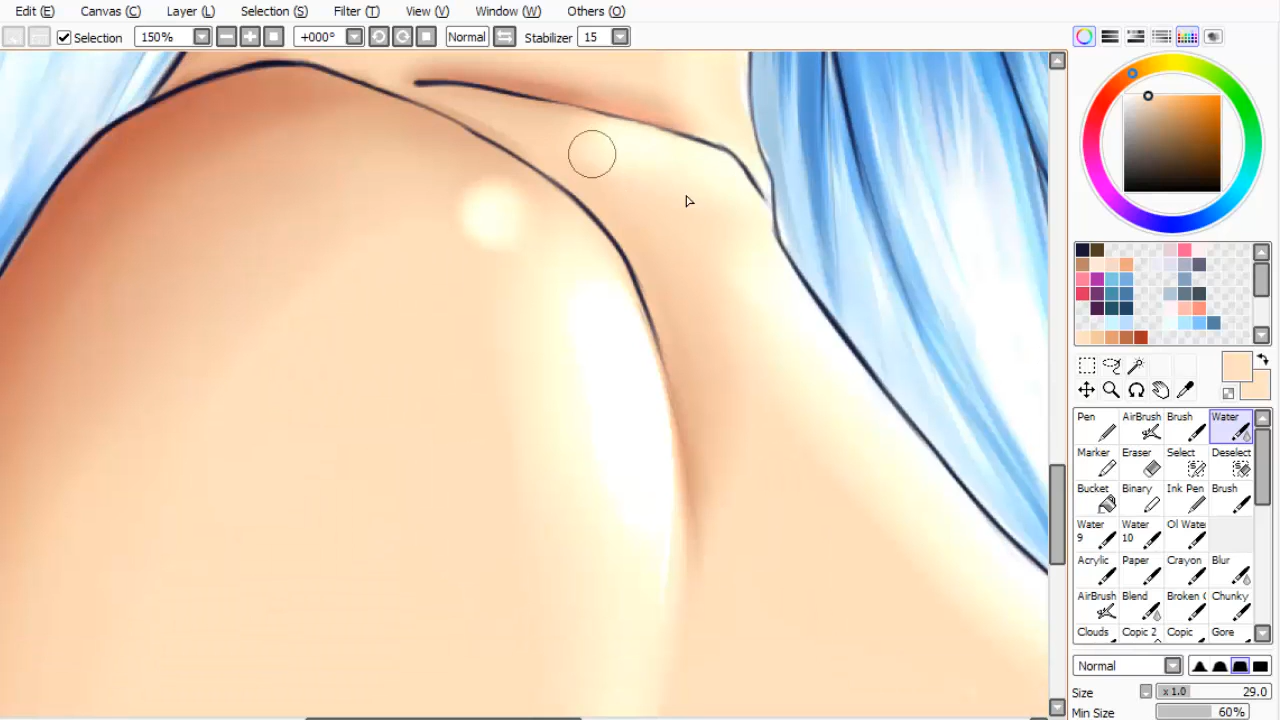 Edit (E) Canvas (C) Layer (L) Selection (S) Filter (T) View (V) Window (W) Others (O)
Selection 150% +000° Normal Stabilizer 15
Pen AirBrush Brush Water
Marker Eraser Select Deselect
Bucket Binary Ink Pen Brush
Water 9 Water 10 Ol Wate
Acrylic Paper Crayon Blur
AirBrush Blend Broken C Chunky
Clouds Copic 2 Copic Gore
Normal
Size x 1.0 29.0
Min Size 60%